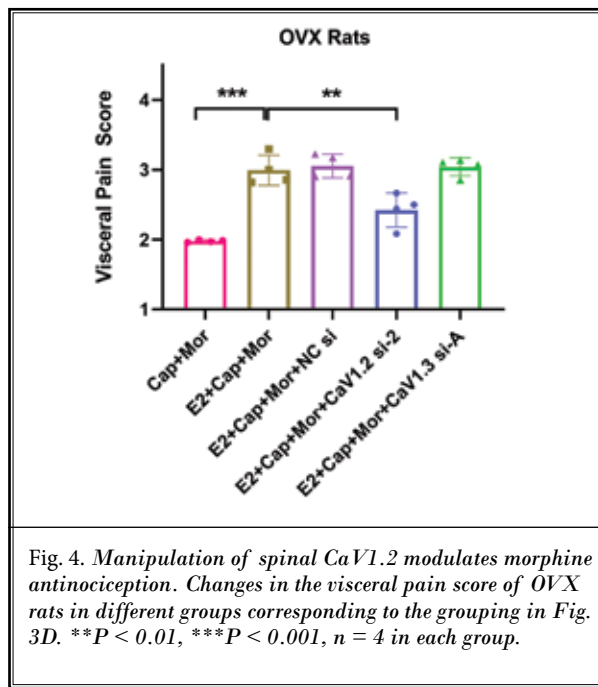 OVX Rats
***
**
4
3
2
1
Visceral Pain Score
Cap+Mor
E2+Cap+Mor
E2+Cap+Mor+NC si
E2+Cap+Mor+CaV1.2 si-2
E2+Cap+Mor+CaV1.3 si-A
Fig. 4. Manipulation of spinal CaV1.2 modulates morphine
antinociception. Changes in the visceral pain score of OVX
rats in different groups corresponding to the grouping in Fig.
3D. **P < 0.01, ***P < 0.001, n = 4 in each group.